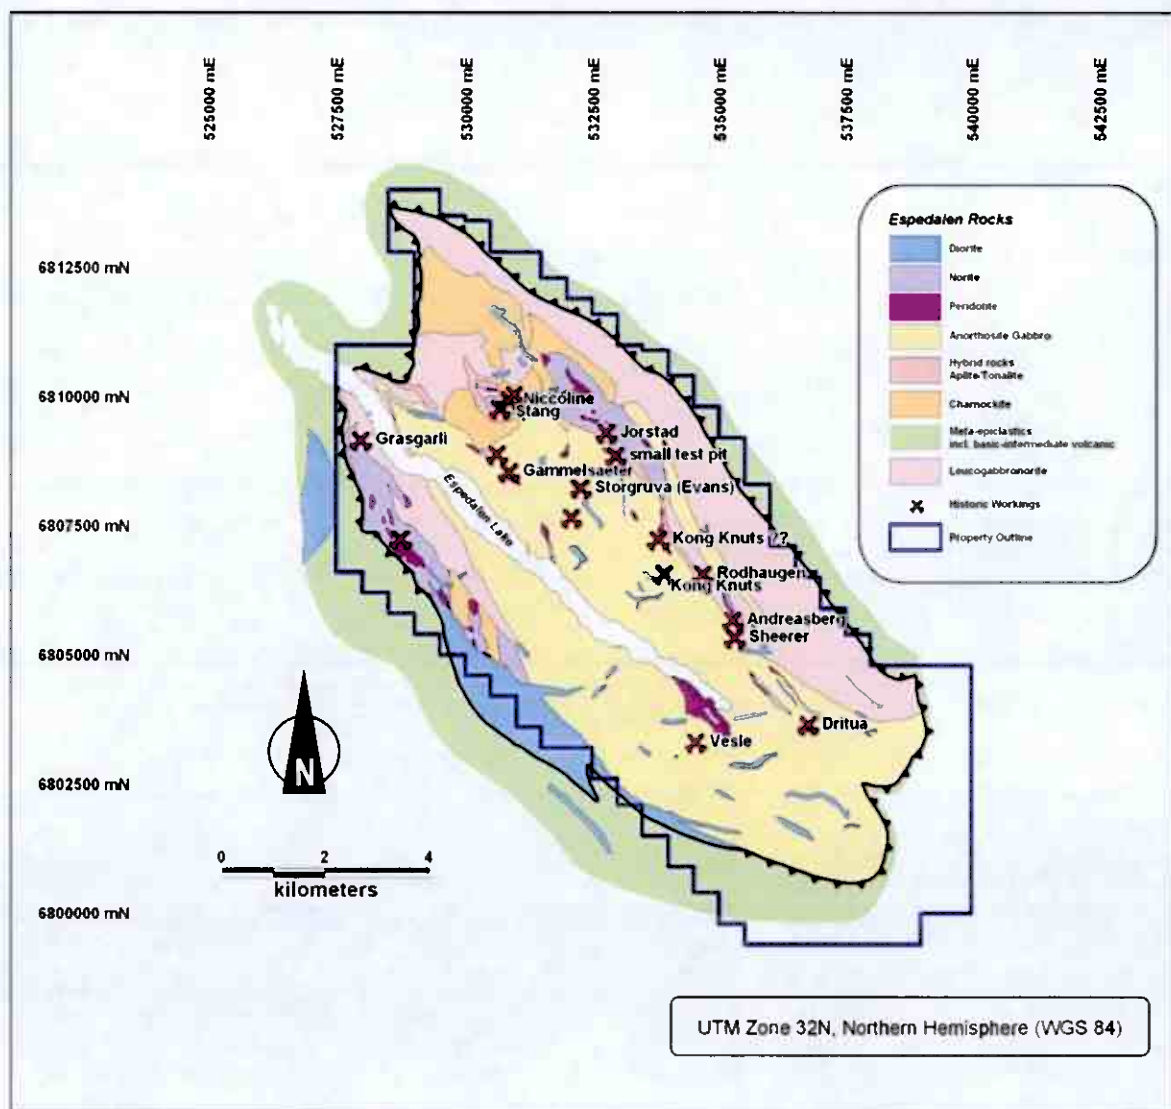 525000 mE
527500 mE
530000 mE
532500 mE
535000 mE
537500 mE
540000 mE
542500 mE
6812500 mN
6810000 mN
6807500 mN
6805000 mN
6802500 mN
6800000 mN
Espedalen Rocks
Diorite
Norite
Peridotite
Anorthosite Gabbro
Hybrid rocks
Aplite/Tonalite
Charnockite
Meta-epiclastics
incl. basic-intermediate volcanic
Leucogabbronorite
Historic Workings
Property Outline
Niccoline
Stang
Grasgarli
Jorstad
small test pit
Gammelsaeter
Storgruva (Evans)
Espedalen Lake
Kong Knuts ??
Rodhaugen
Kong Knuts
Andreasberg
Sheerer
Dritua
Vesle
N
0 2 4
kilometers
UTM Zone 32N, Northern Hemisphere (WGS 84)